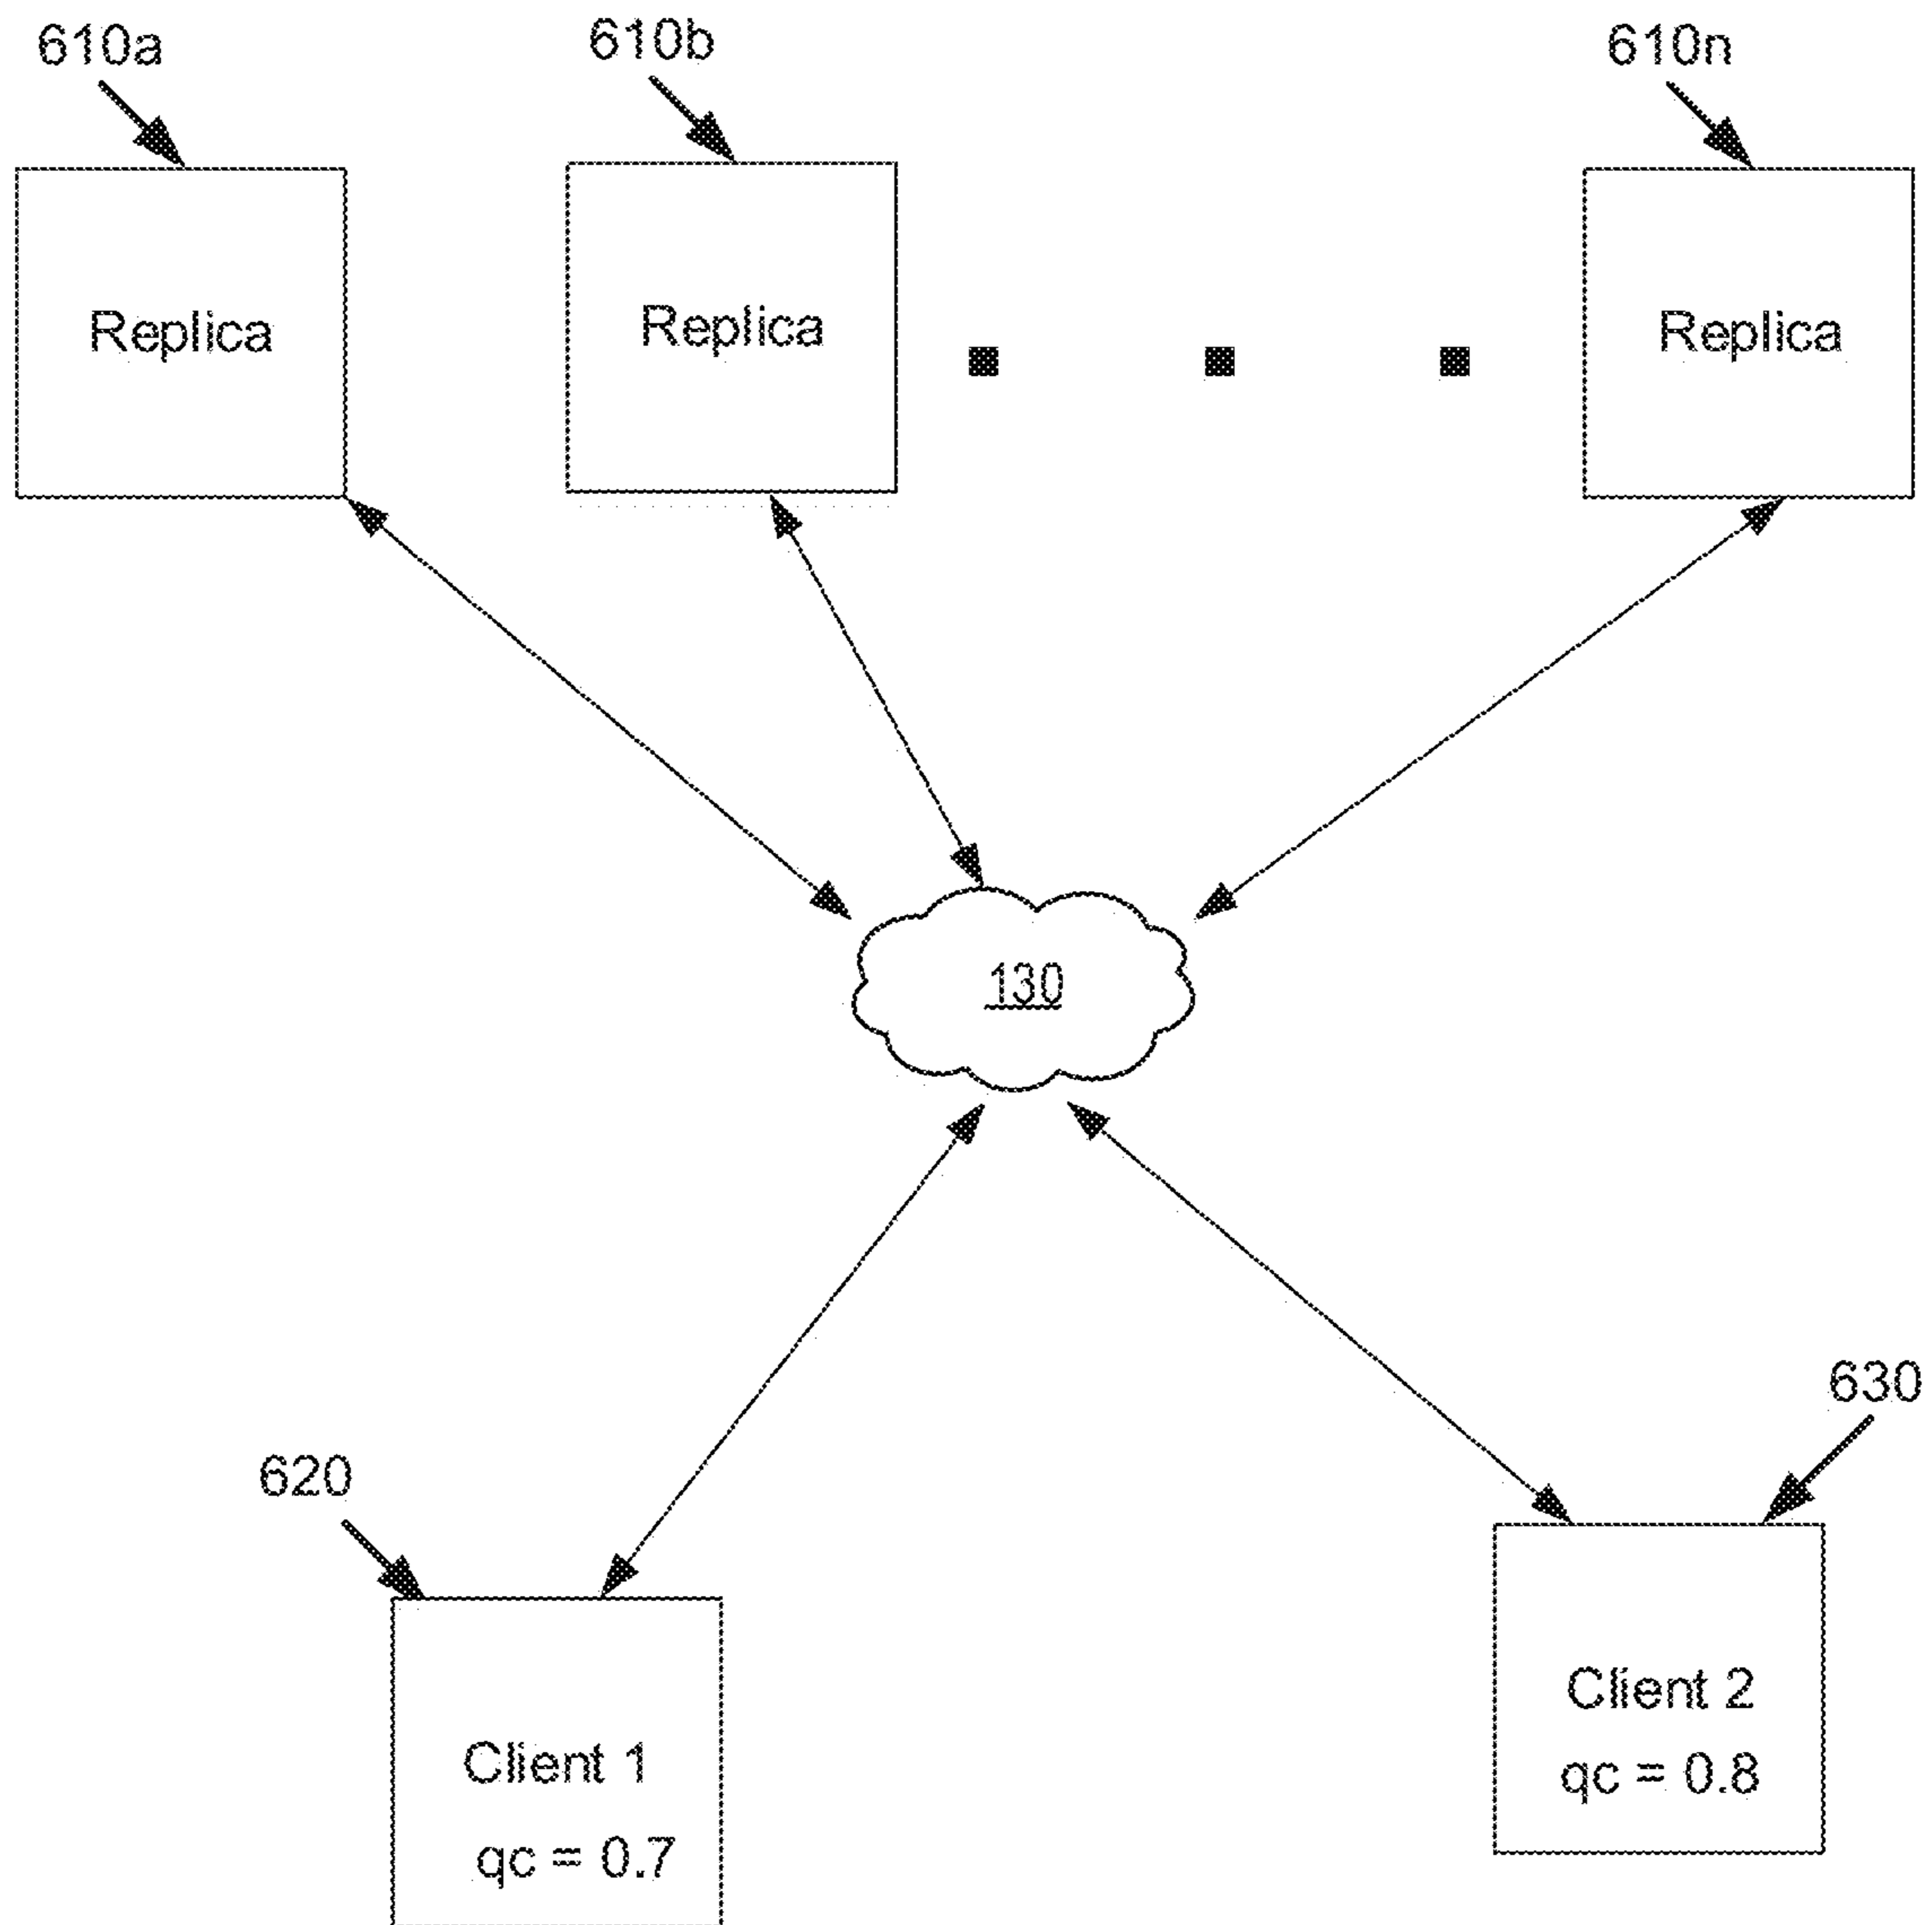 610a
610b
610n
Replica
Replica
Replica
130
630
620
Client 2
qc = 0.8
Client 1
qc = 0.7